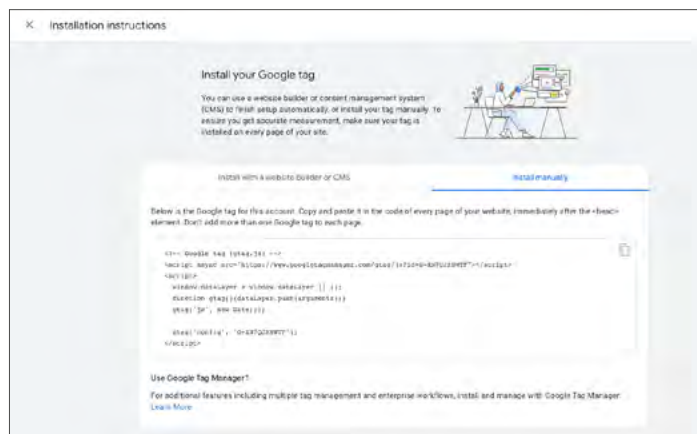 Installation instructions
Install your Google tag
You can use a website builder or content management system
(CMS) to finish setup automatically, or install your tag manually. To
ensure you get accurate measurement, make sure your tag is
installed on every page of your site.
Install with a website builder or CMS
Install manually
Below is the Google tag for this account. Copy and paste it in the code of every page of your website, immediately after the <head>
element. Don't add more than one Google tag to each page.
<!-- Google tag (gtag.js) -->
<script async src="https://www.googletagmanager.com/gtag/js?id=
"></script>
<script>
window.dataLayer = window.dataLayer || [];
function gtag(){dataLayer.push(arguments);}
gtag('js', new Date());
gtag('config',
</script>
Use Google Tag Manager?
For additional features including multiple tag management and enterprise workflows, install and manage with Google Tag Manager
Learn More